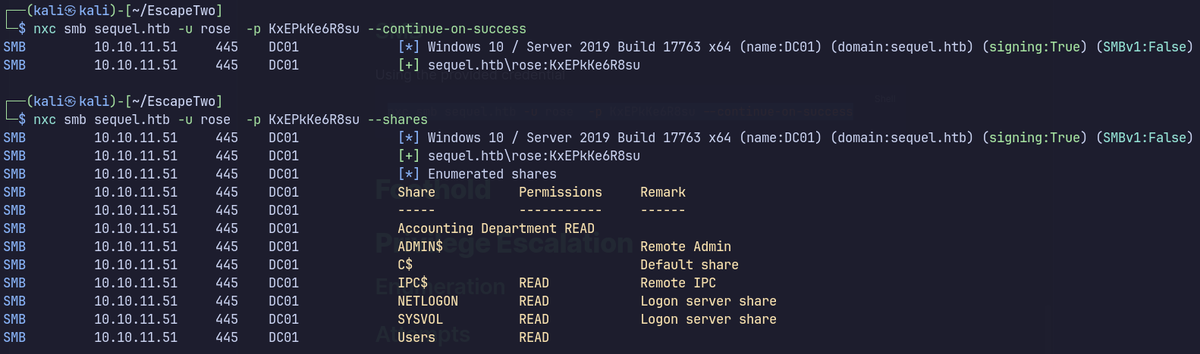 (kali㉿kali)-[~/EscapeTwo]
$ nxc smb sequel.htb -u rose -p KxEPkKe6R8su --continue-on-success
SMB 10.10.11.51 445 DC01 [*] Windows 10 / Server 2019 Build 17763 x64 (name:DC01) (domain:sequel.htb) (signing:True) (SMBv1:False)
SMB 10.10.11.51 445 DC01 [+] sequel.htb\rose:KxEPkKe6R8su
Using the provided credential
(kali㉿kali)-[~/EscapeTwo]
$ nxc smb sequel.htb -u rose -p KxEPkKe6R8su --shares
SMB 10.10.11.51 445 DC01 [*] Windows 10 / Server 2019 Build 17763 x64 (name:DC01) (domain:sequel.htb) (signing:True) (SMBv1:False)
SMB 10.10.11.51 445 DC01 [+] sequel.htb\rose:KxEPkKe6R8su
SMB 10.10.11.51 445 DC01 [*] Enumerated shares
SMB 10.10.11.51 445 DC01 Share Permissions Remark
Foothold
SMB 10.10.11.51 445 DC01 ----- ----------- ------
SMB 10.10.11.51 445 DC01 Accounting Department READ
Privilege Escalation
SMB 10.10.11.51 445 DC01 ADMIN$ Remote Admin
SMB 10.10.11.51 445 DC01 C$ Default share
SMB 10.10.11.51 445 DC01 IPC$ READ Remote IPC
Enumeration
SMB 10.10.11.51 445 DC01 NETLOGON READ Logon server share
SMB 10.10.11.51 445 DC01 SYSVOL READ Logon server share
SMB 10.10.11.51 445 DC01 Users READ
Attempts